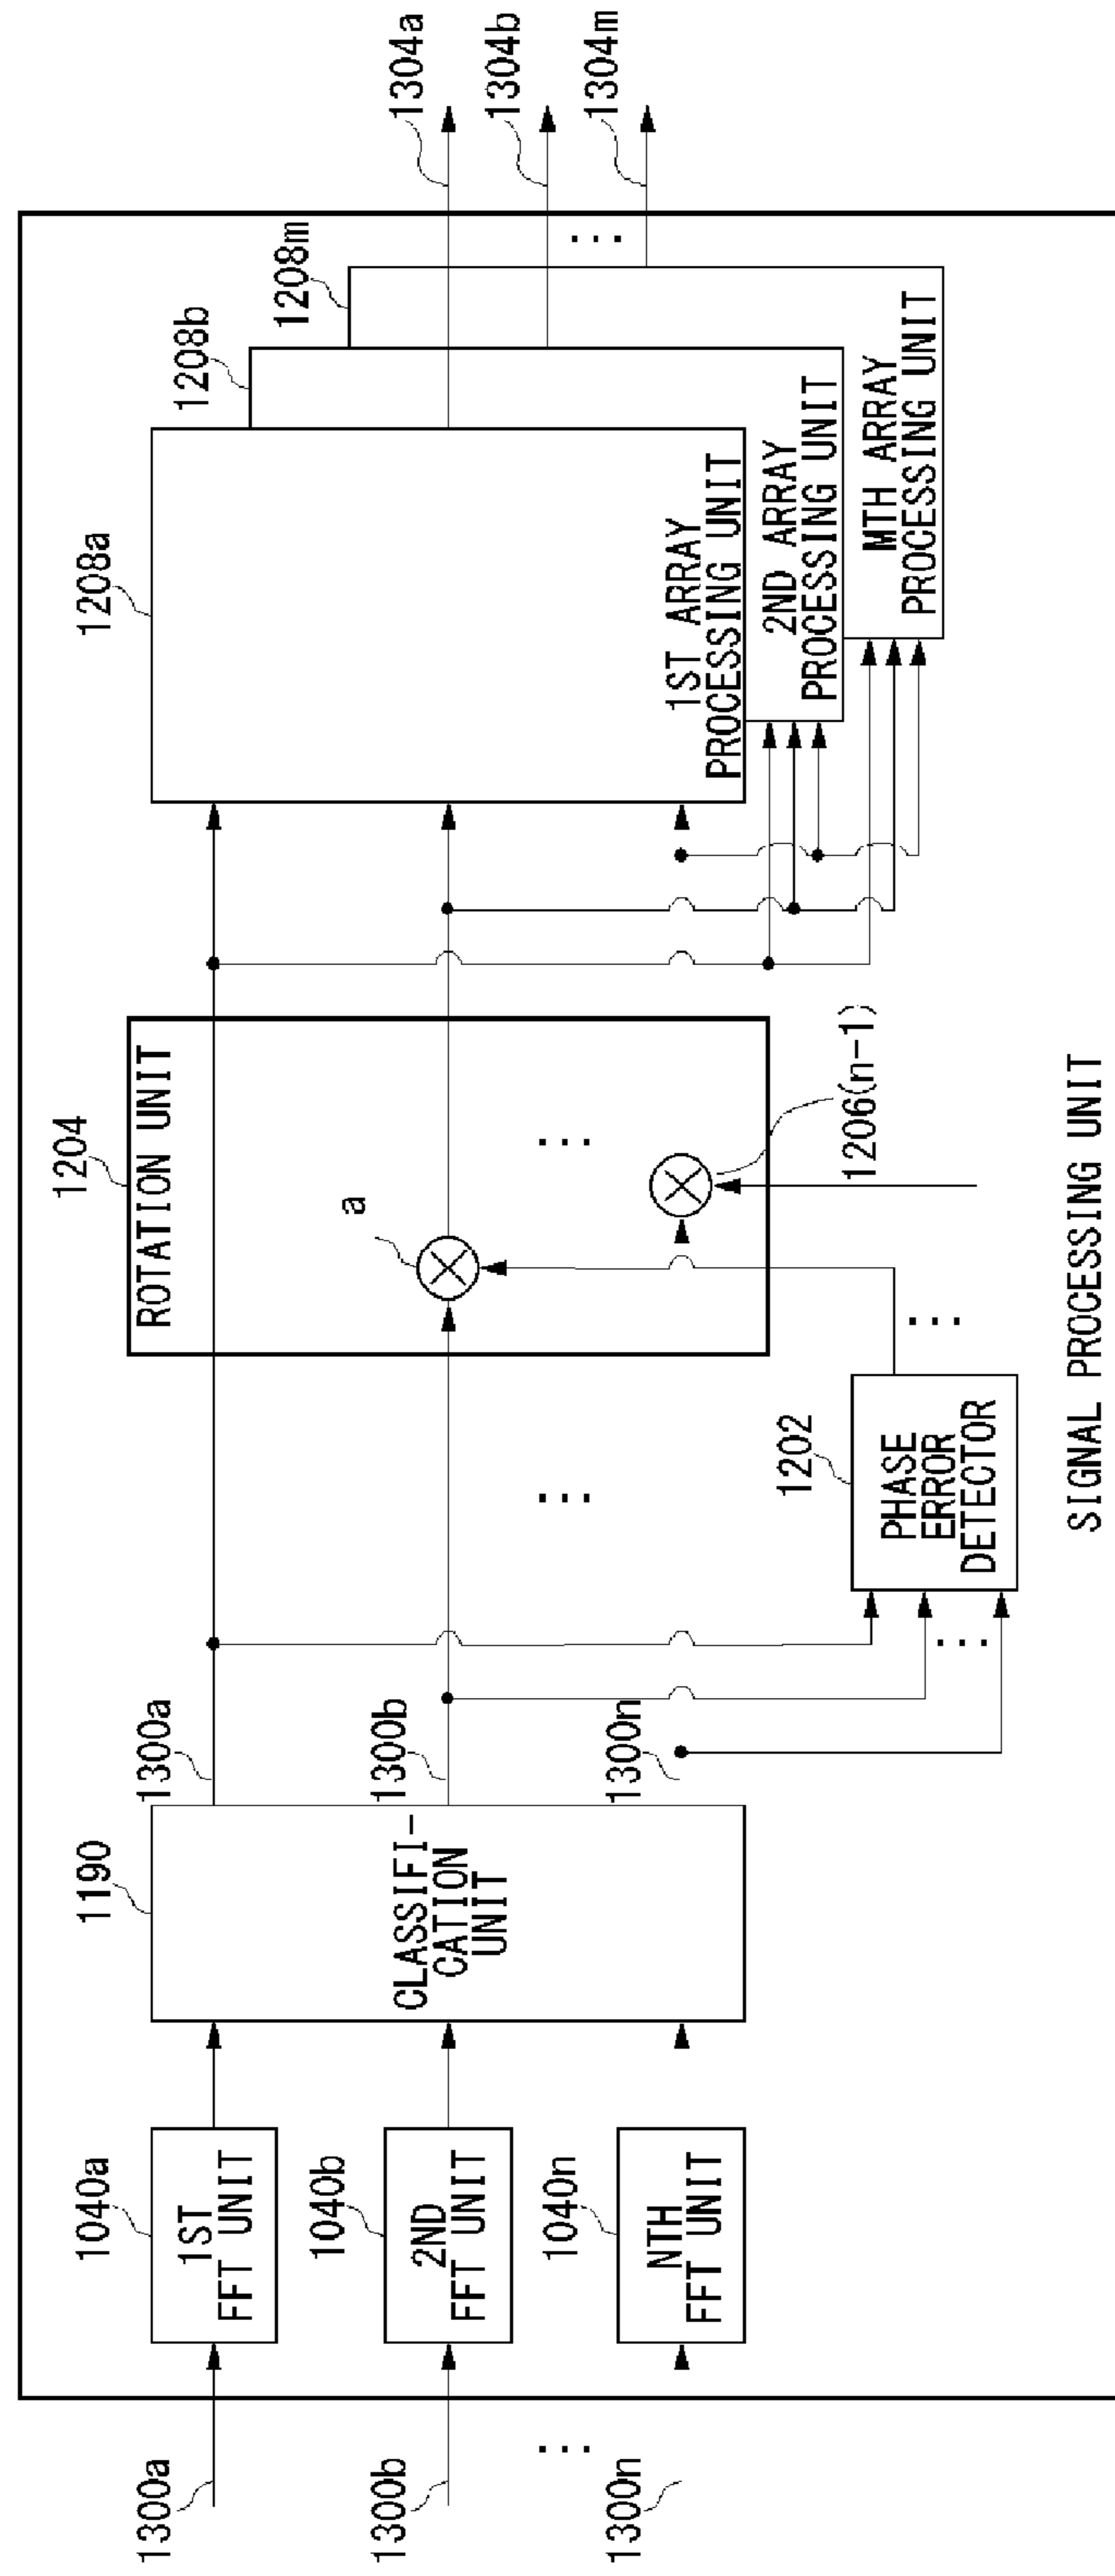 1300a
1300b
...
1300n
1040a
1ST
FFT UNIT
1040b
2ND
FFT UNIT
1040n
NTH
FFT UNIT
1190
CLASSIFI-
CATION
UNIT
1300a
1300b
1300n
...
...
1202
PHASE
ERROR
DETECTOR
...
1204
ROTATION UNIT
a
...
1206(n-1)
1208a
1ST ARRAY
PROCESSING UNIT
1208b
2ND ARRAY
PROCESSING UNIT
1208m
MTH ARRAY
PROCESSING UNIT
...
1304a
1304b
1304m
SIGNAL PROCESSING UNIT